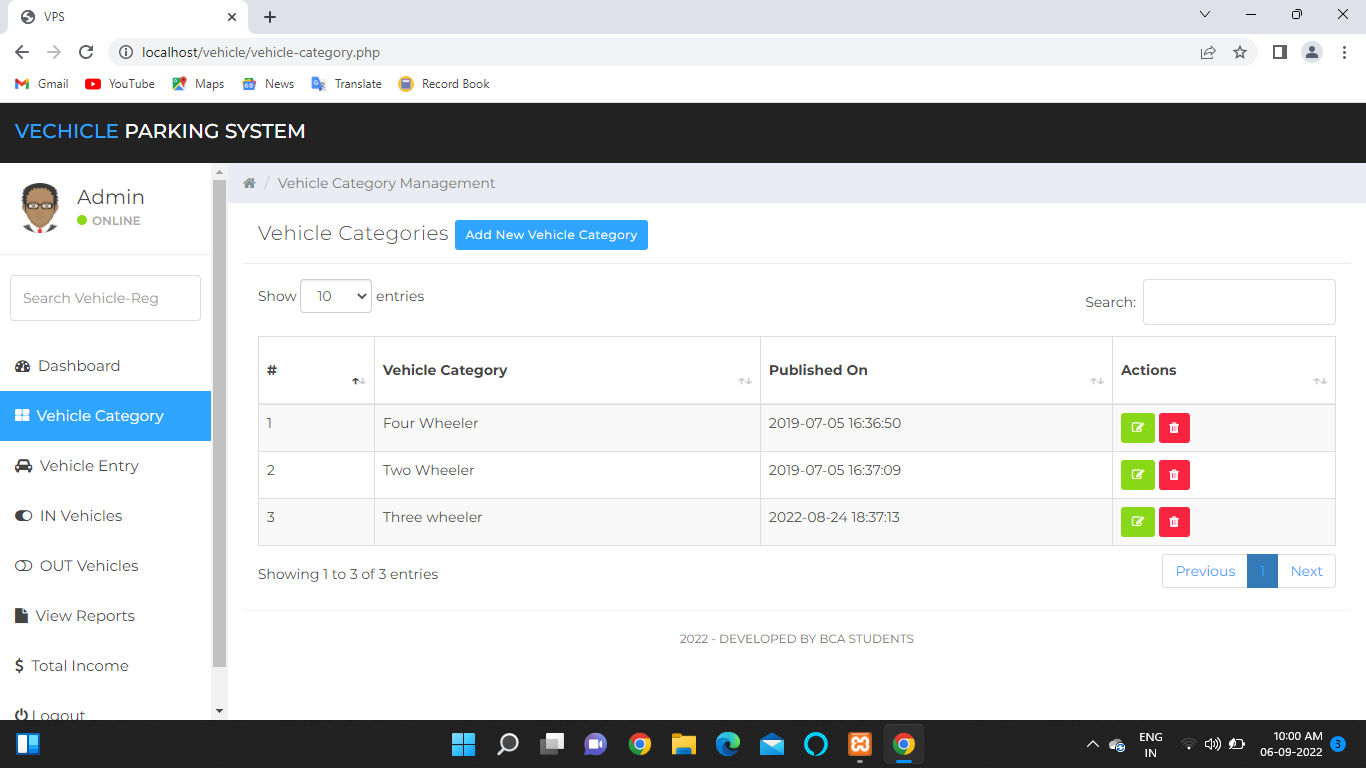 VPS
localhost/vehicle/vehicle-category.php
Gmail YouTube Maps News Translate Record Book
VECHICLE PARKING SYSTEM
Admin
ONLINE
Search Vehicle-Reg
Dashboard
Vehicle Category
Vehicle Entry
IN Vehicles
OUT Vehicles
View Reports
$ Total Income
Logout
/ Vehicle Category Management
Vehicle Categories Add New Vehicle Category
Show 10 entries
Search:
# Vehicle Category Published On Actions
1 Four Wheeler 2019-07-05 16:36:50
2 Two Wheeler 2019-07-05 16:37:09
3 Three wheeler 2022-08-24 18:37:13
Showing 1 to 3 of 3 entries
Previous 1 Next
2022 - DEVELOPED BY BCA STUDENTS
ENG
IN
10:00 AM
06-09-2022
3